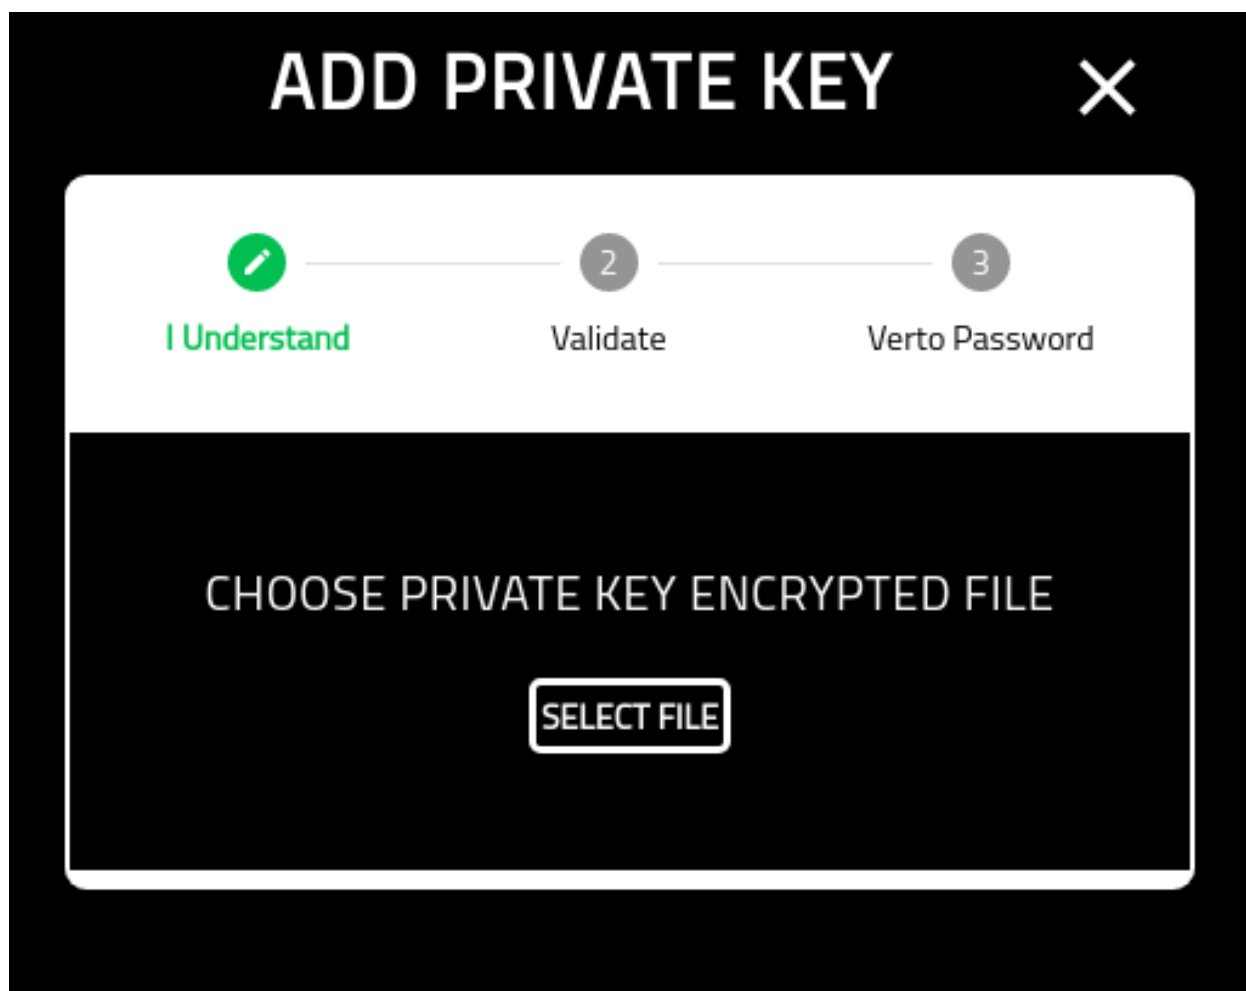 ADD PRIVATE KEY
2
3
I Understand
Validate
Verto Password
CHOOSE PRIVATE KEY ENCRYPTED FILE
SELECT FILE